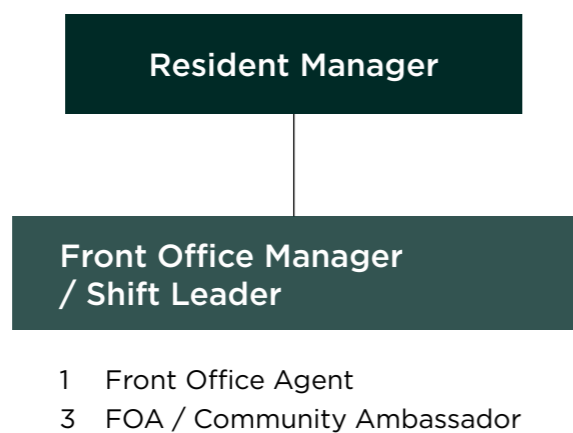 Resident Manager
Front Office Manager
/ Shift Leader
1 Front Office Agent
3 FOA / Community Ambassador